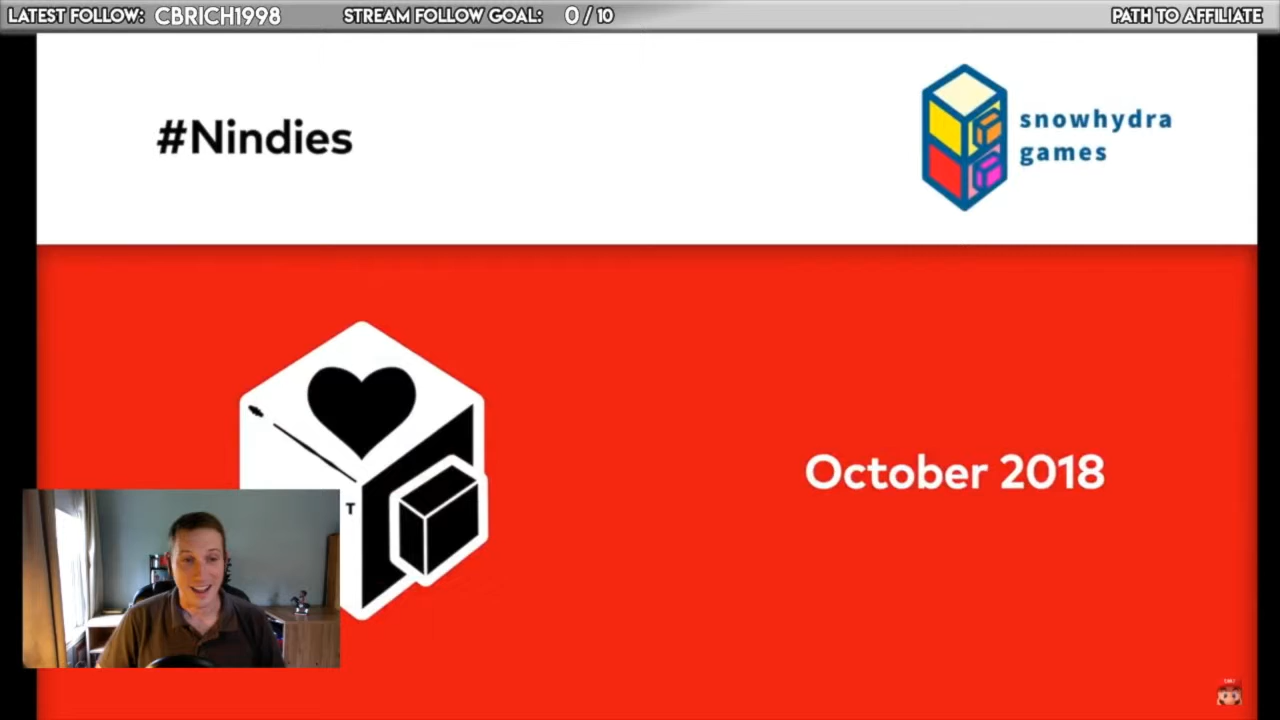 LATEST FOLLOW: CBRICH1998 STREAM FOLLOW GOAL: 0 / 10 PATH TO AFFILIATE
#Nindies
snowhydra
games
October 2018
T